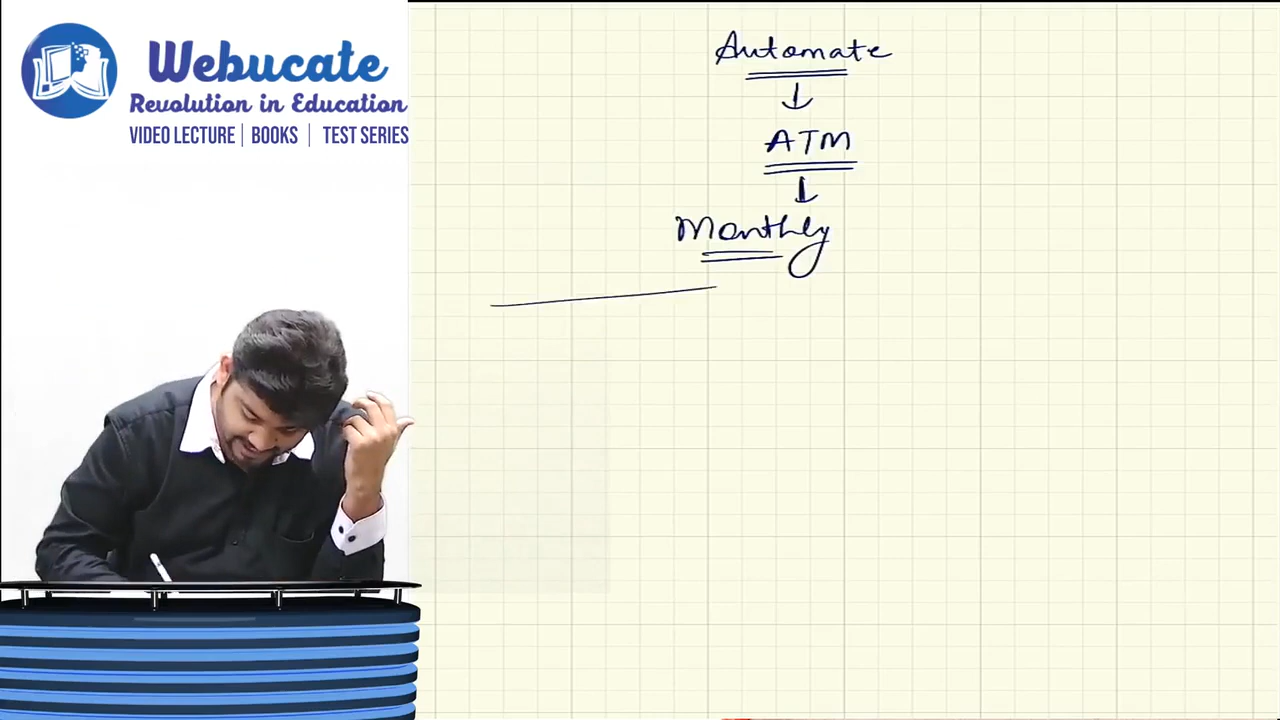 Webucate
Revolution in Education
VIDEO LECTURE | BOOKS | TEST SERIES
Automate
↓
ATM
↓
Monthly